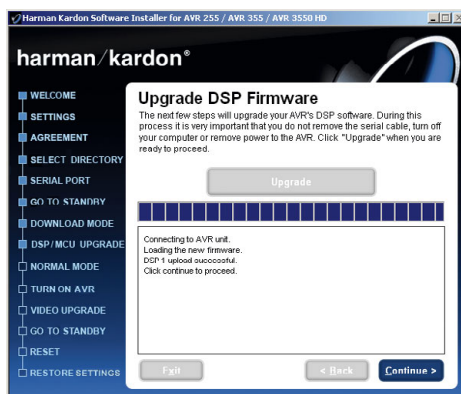 Harman Kardon Software Installer for AVR 255 / AVR 355 / AVR 3550 HD
harman/kardon®
WELCOME
SETTINGS
AGREEMENT
SELECT DIRECTORY
SERIAL PORT
GO TO STANDBY
DOWNLOAD MODE
DSP/MCU UPGRADE
NORMAL MODE
TURN ON AVR
VIDEO UPGRADE
GO TO STANDBY
RESET
RESTORE SETTINGS
Upgrade DSP Firmware
The next few steps will upgrade your AVR's DSP software. During this
process it is very important that you do not remove the serial cable, turn off
your computer or remove power to the AVR. Click "Upgrade" when you are
ready to proceed.
Upgrade
Connecting to AVR unit.
Loading the new firmware.
DSP 1 upload successful.
Click continue to proceed.
Exit
< Back
Continue >